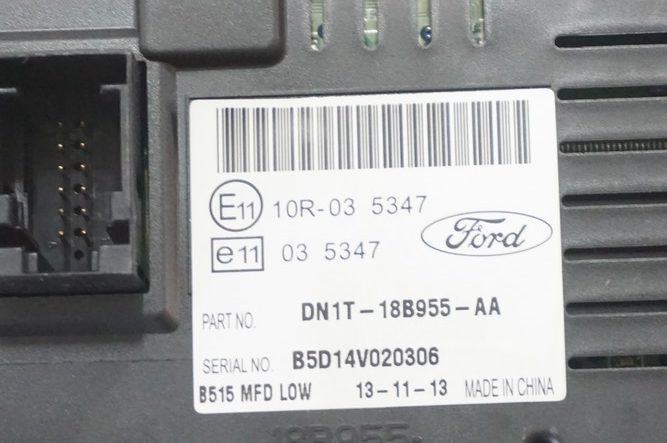 E11 10R-03 5347
e11 03 5347
Ford
PART NO. DN1T-18B955-AA
SERIAL NO. B5D14V020306
B515 MFD LOW 13-11-13 MADE IN CHINA
18B955